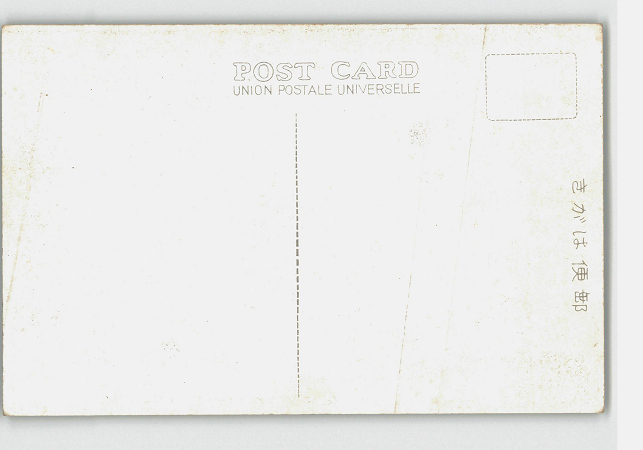 POST CARD
UNION POSTALE UNIVERSELLE
きがは便郵